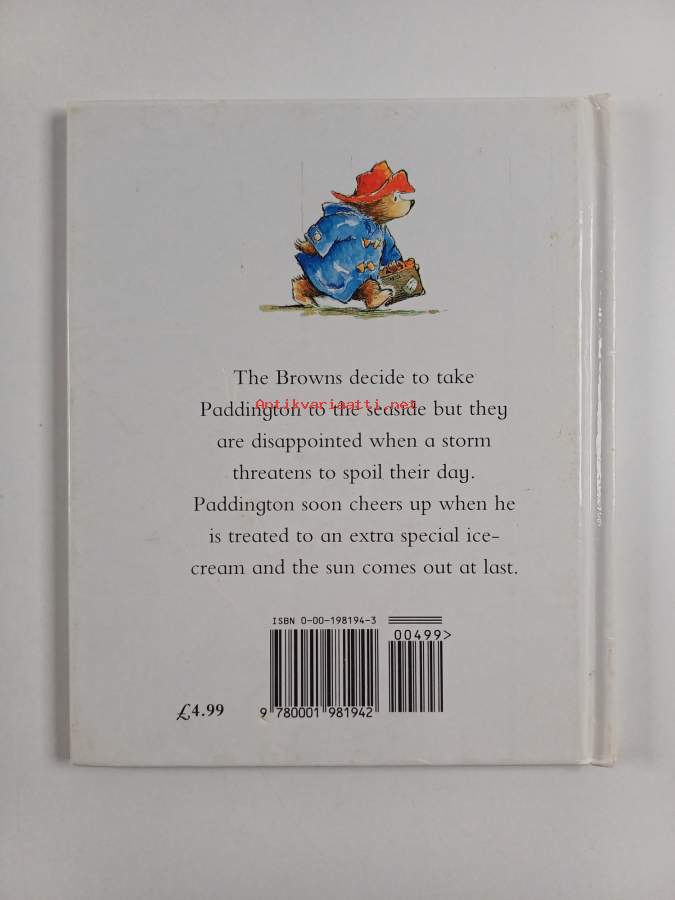 The Browns decide to take
Paddington to the seaside but they
Antikvariaatti.net
are disappointed when a storm
threatens to spoil their day.
Paddington soon cheers up when he
is treated to an extra special ice-
cream and the sun comes out at last.
ISBN 0-00-198194-3
00499>
£4.99
9 780001 981942